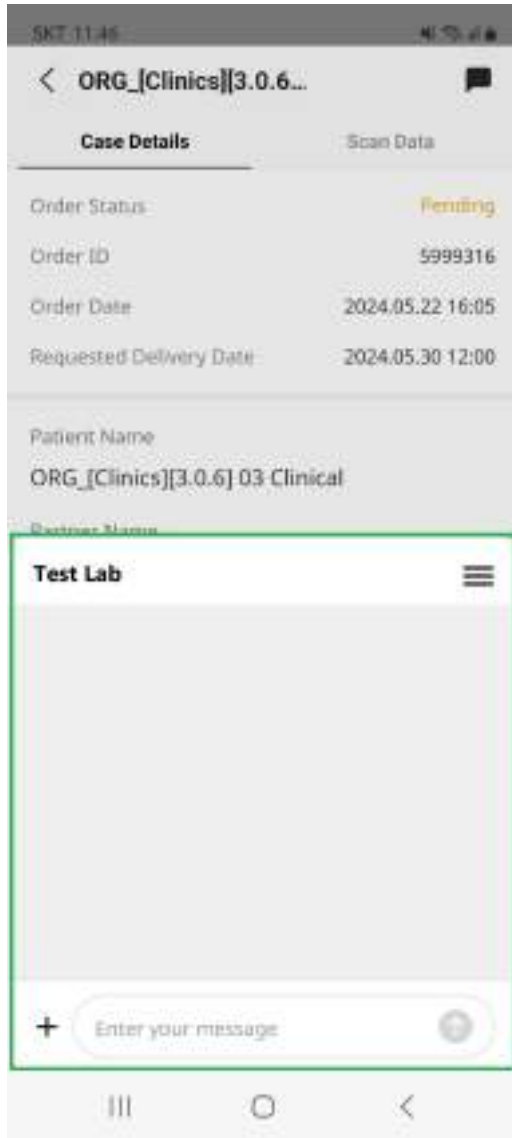 SKT 11:46
ORG_[Clinics][3.0.6...
Case Details
Scan Data
Order Status
Pending
Order ID
5999316
Order Date
2024.05.22 16:05
Requested Delivery Date
2024.05.30 12:00
Patient Name
ORG_[Clinics][3.0.6] 03 Clinical
Partner Name
Test Lab
Enter your message